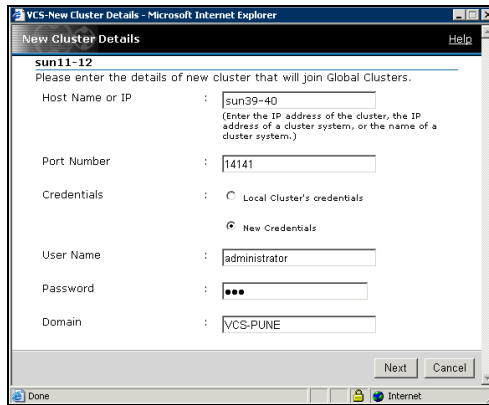 VCS-New Cluster Details - Microsoft Internet Explorer
New Cluster Details
Help
sun11-12
Please enter the details of new cluster that will join Global Clusters.
Host Name or IP : sun39-40
(Enter the IP address of the cluster, the IP
address of a cluster system, or the name of a
cluster system.)
Port Number : 14141
Credentials : Local Cluster's credentials
New Credentials
User Name : administrator
Password : ●●●
Domain : VCS-PUNE
Next Cancel
Done Internet